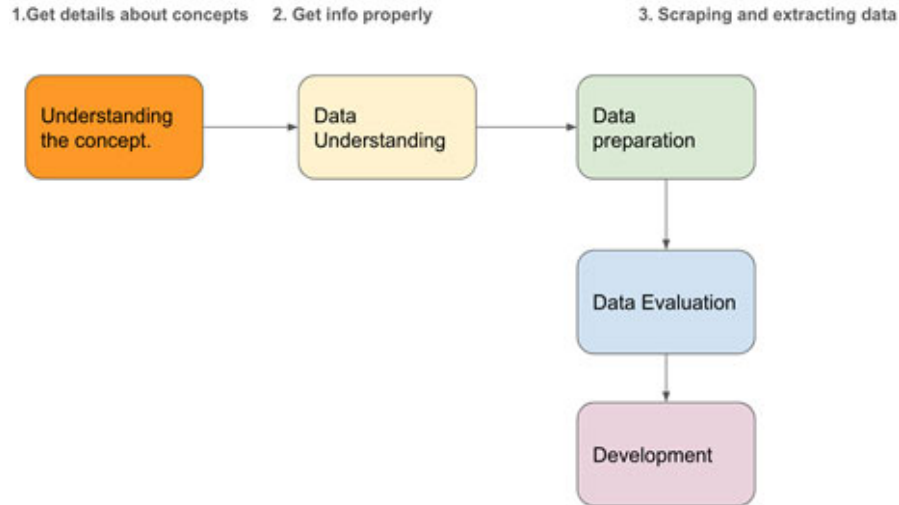 1.Get details about concepts
2. Get info properly
3. Scraping and extracting data
Understanding
the concept.
Data
Understanding
Data
preparation
Data Evaluation
Development